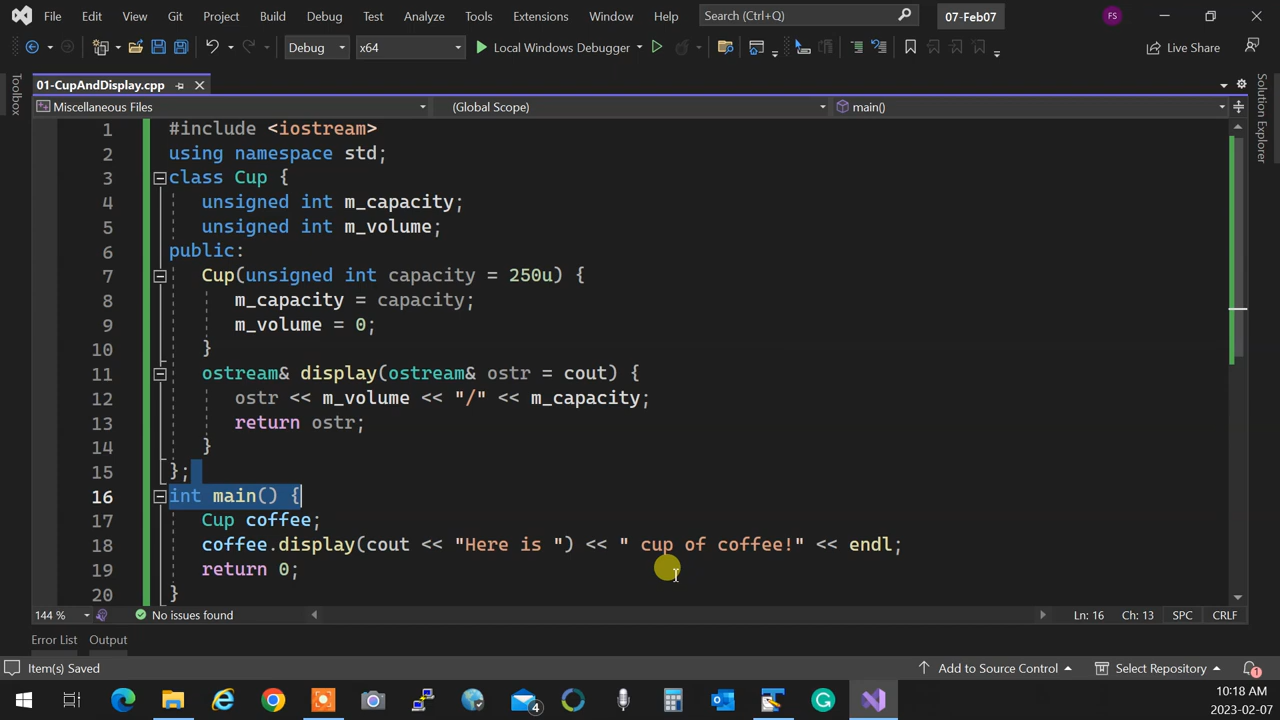 File Edit View Git Project Build Debug Test Analyze Tools Extensions Window Help Search (Ctrl+Q) 07-Feb07 FS
Debug x64 Local Windows Debugger Live Share
01-CupAndDisplay.cpp
Miscellaneous Files (Global Scope) main()
Toolbox
Solution Explorer
1 #include <iostream>
2 using namespace std;
3 class Cup {
4 unsigned int m_capacity;
5 unsigned int m_volume;
6 public:
7 Cup(unsigned int capacity = 250u) {
8 m_capacity = capacity;
9 m_volume = 0;
10 }
11 ostream& display(ostream& ostr = cout) {
12 ostr << m_volume << "/" << m_capacity;
13 return ostr;
14 }
15 };
16 int main() {
17 Cup coffee;
18 coffee.display(cout << "Here is ") << " cup of coffee!" << endl;
19 return 0;
20 }
144 % No issues found Ln: 16 Ch: 13 SPC CRLF
Error List Output
Item(s) Saved Add to Source Control Select Repository 1
4
10:18 AM
2023-02-07